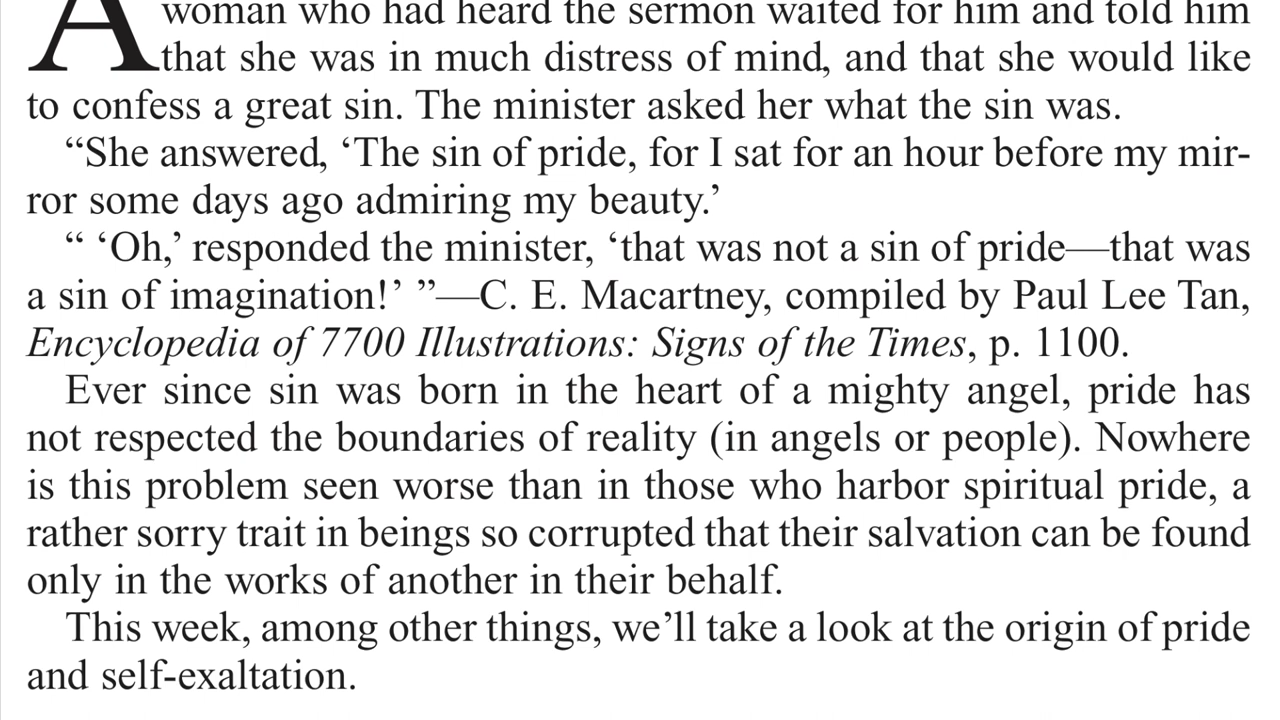 A woman who had heard the sermon waited for him and told him
that she was in much distress of mind, and that she would like
to confess a great sin. The minister asked her what the sin was.
“She answered, ‘The sin of pride, for I sat for an hour before my mir-
ror some days ago admiring my beauty.’
“ ‘Oh,’ responded the minister, ‘that was not a sin of pride—that was
a sin of imagination!’ ”—C. E. Macartney, compiled by Paul Lee Tan,
Encyclopedia of 7700 Illustrations: Signs of the Times, p. 1100.
Ever since sin was born in the heart of a mighty angel, pride has
not respected the boundaries of reality (in angels or people). Nowhere
is this problem seen worse than in those who harbor spiritual pride, a
rather sorry trait in beings so corrupted that their salvation can be found
only in the works of another in their behalf.
This week, among other things, we’ll take a look at the origin of pride
and self-exaltation.